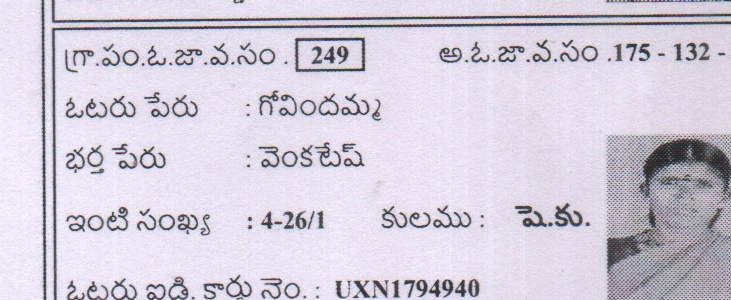 గ్రా.పం.ఓ.జా.వ.సం . 249 అ.ఓ.జా.వ.సం .175 - 132 -
ఓటరు పేరు : గోవిందమ్మ
భర్త పేరు : వెంకటేష్
ఇంటి సంఖ్య : 4-26/1 కులము : షె.కు.
ఓటరు ఐడి. కార్డు నెం. : UXN1794940